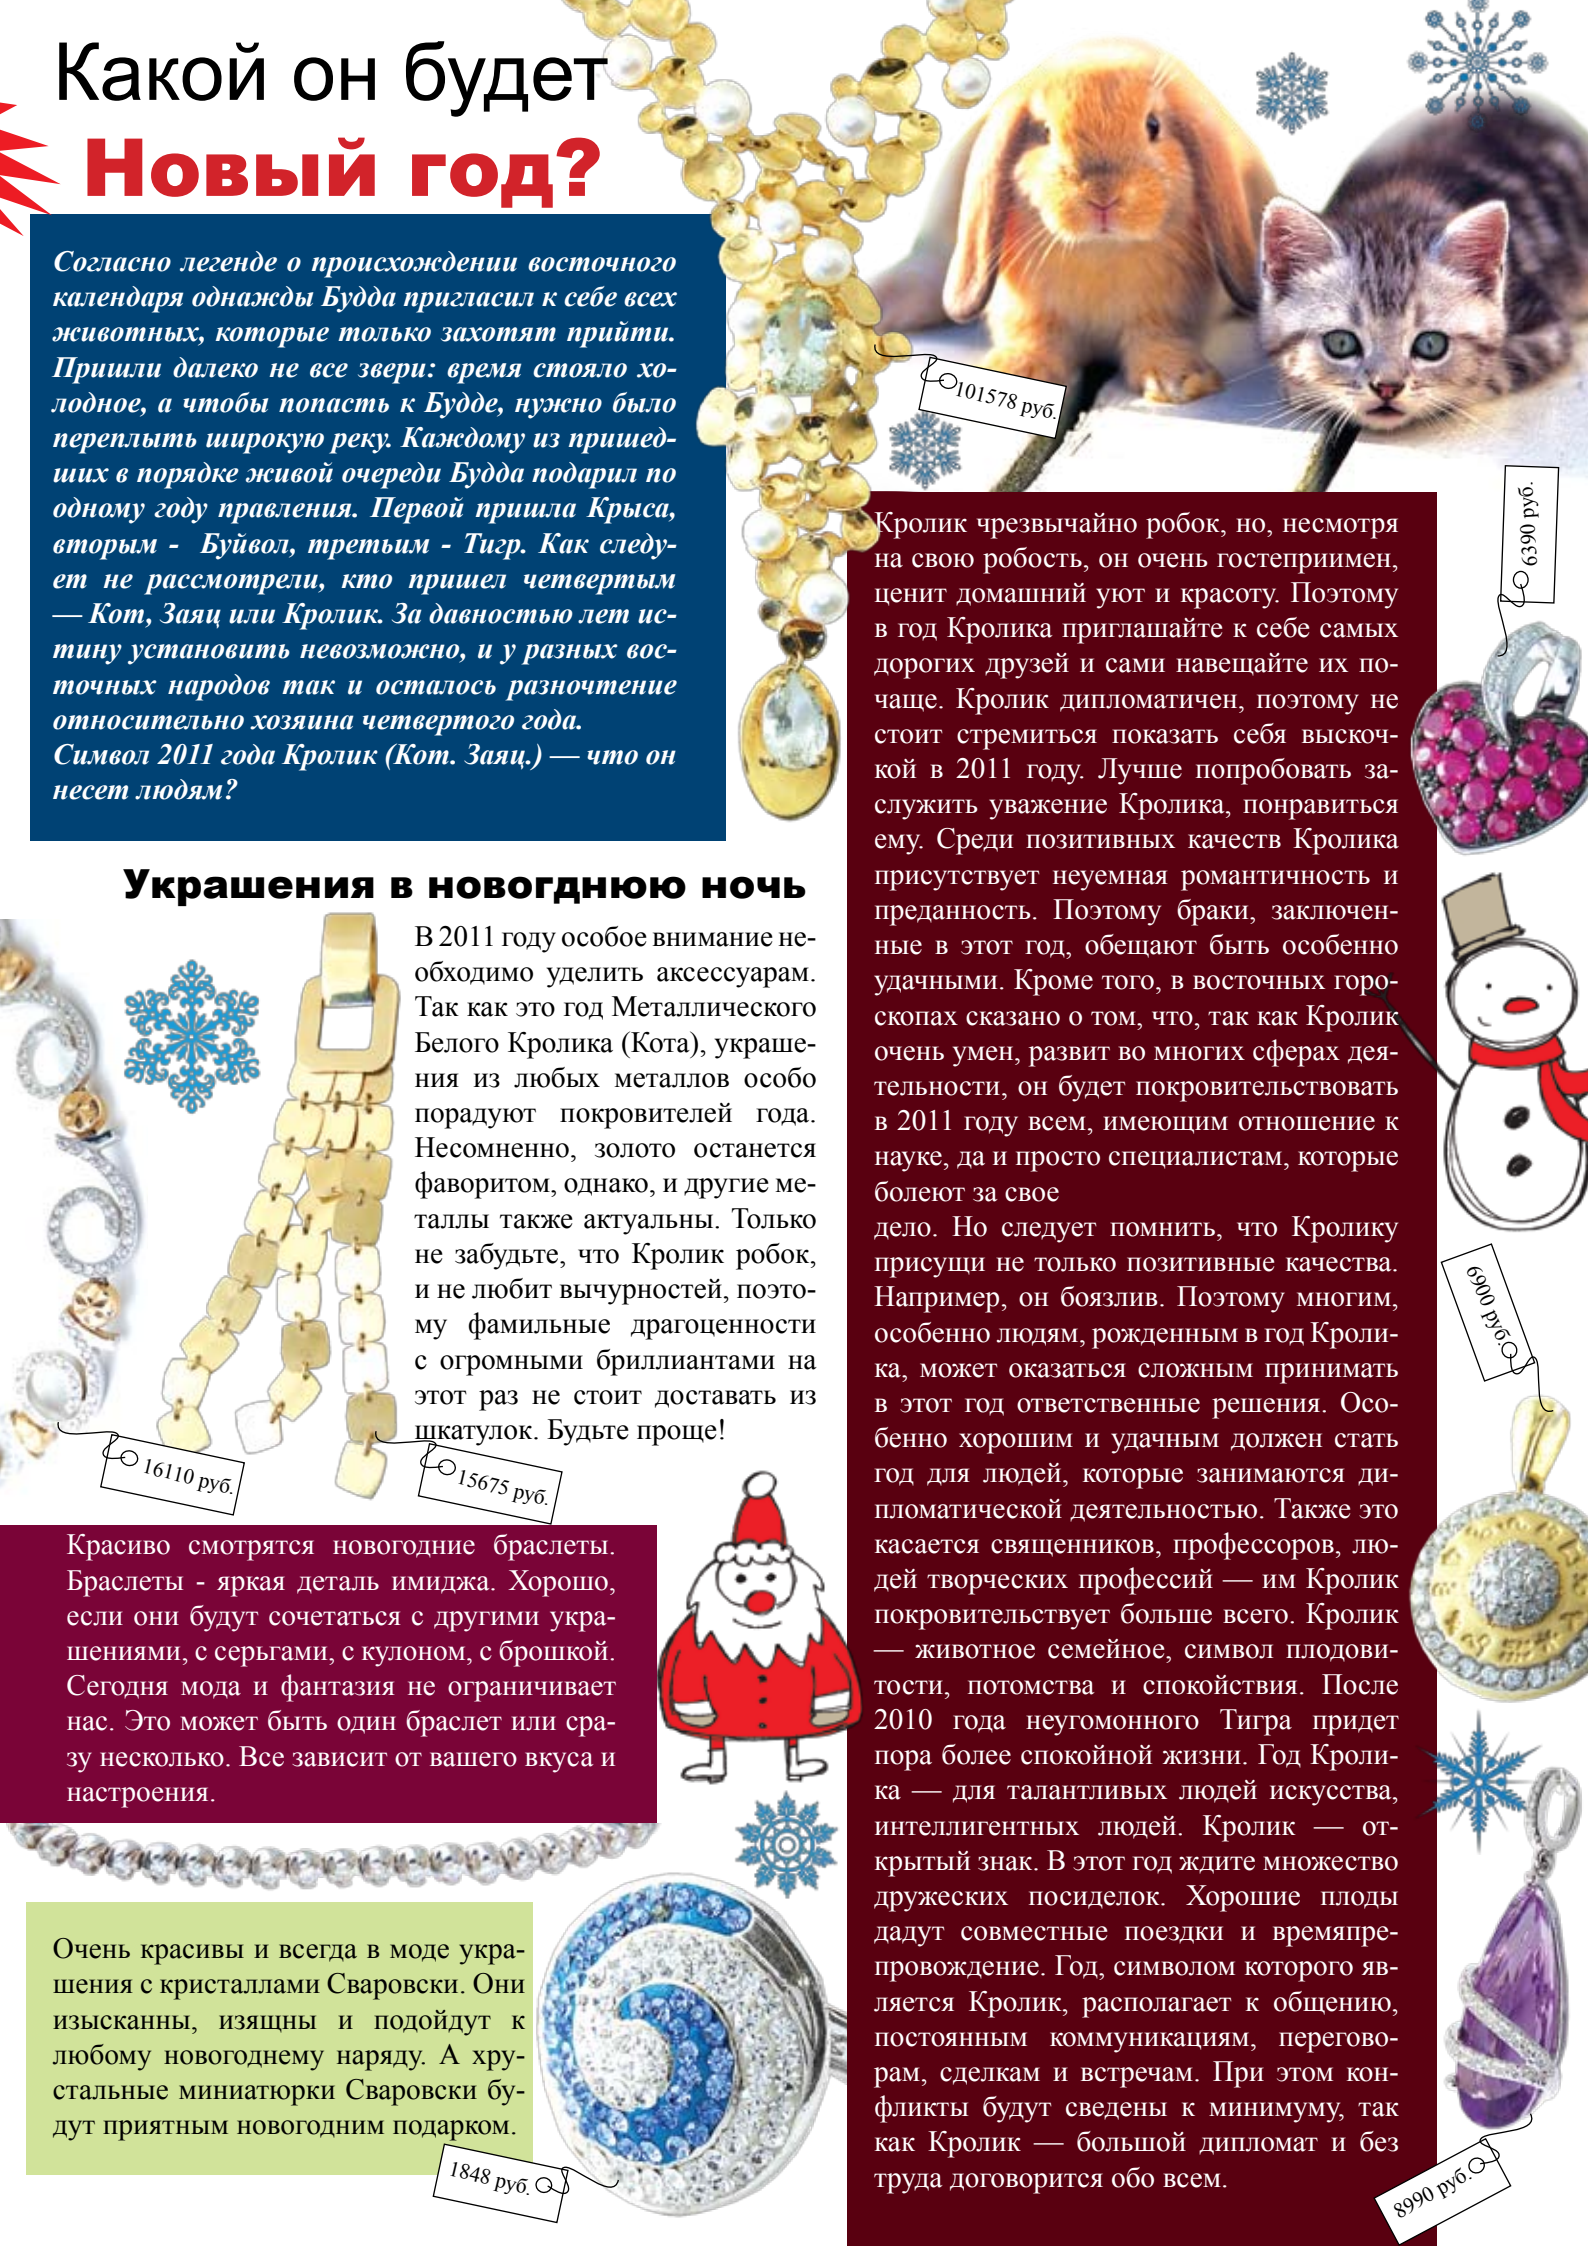 Какой он будет
Новый год?
Согласно легенде о происхождении восточного
календаря однажды Будда пригласил к себе всех
животных, которые только захотят прийти.
Пришли далеко не все звери: время стояло хо-
лодное, а чтобы попасть к Будде, нужно было
переплыть широкую реку. Каждому из пришед-
ших в порядке живой очереди Будда подарил по
одному году правления. Первой пришла Крыса,
вторым - Буйвол, третьим - Тигр. Как следу-
ет не рассмотрели, кто пришел четвертым
— Кот, Заяц или Кролик. За давностью лет ис-
тину установить невозможно, и у разных вос-
точных народов так и осталось разночтение
относительно хозяина четвертого года.
Символ 2011 года Кролик (Кот. Заяц.) — что он
несет людям?
101578 руб.
6390 руб.
Украшения в новогднюю ночь
В 2011 году особое внимание не-
обходимо уделить аксессуарам.
Так как это год Металлического
Белого Кролика (Кота), украше-
ния из любых металлов особо
порадуют покровителей года.
Несомненно, золото останется
фаворитом, однако, и другие ме-
таллы также актуальны. Только
не забудьте, что Кролик робок,
и не любит вычурностей, поэто-
му фамильные драгоценности
с огромными бриллиантами на
этот раз не стоит доставать из
шкатулок. Будьте проще!
16110 руб.
15675 руб.
Красиво смотрятся новогодние браслеты.
Браслеты - яркая деталь имиджа. Хорошо,
если они будут сочетаться с другими укра-
шениями, с серьгами, с кулоном, с брошкой.
Сегодня мода и фантазия не ограничивает
нас. Это может быть один браслет или сра-
зу несколько. Все зависит от вашего вкуса и
настроения.
Очень красивы и всегда в моде укра-
шения с кристаллами Сваровски. Они
изысканны, изящны и подойдут к
любому новогоднему наряду. А хру-
стальные миниатюрки Сваровски бу-
дут приятным новогодним подарком.
1848 руб.
Кролик чрезвычайно робок, но, несмотря
на свою робость, он очень гостеприимен,
ценит домашний уют и красоту. Поэтому
в год Кролика приглашайте к себе самых
дорогих друзей и сами навещайте их по-
чаще. Кролик дипломатичен, поэтому не
стоит стремиться показать себя выскоч-
кой в 2011 году. Лучше попробовать за-
служить уважение Кролика, понравиться
ему. Среди позитивных качеств Кролика
присутствует неуемная романтичность и
преданность. Поэтому браки, заключен-
ные в этот год, обещают быть особенно
удачными. Кроме того, в восточных горо-
скопах сказано о том, что, так как Кролик
очень умен, развит во многих сферах дея-
тельности, он будет покровительствовать
в 2011 году всем, имеющим отношение к
науке, да и просто специалистам, которые
болеют за свое
дело. Но следует помнить, что Кролику
присущи не только позитивные качества.
Например, он боязлив. Поэтому многим,
особенно людям, рожденным в год Кроли-
ка, может оказаться сложным принимать
в этот год ответственные решения. Осо-
бенно хорошим и удачным должен стать
год для людей, которые занимаются ди-
пломатической деятельностью. Также это
касается священников, профессоров, лю-
дей творческих профессий — им Кролик
покровительствует больше всего. Кролик
— животное семейное, символ плодови-
тости, потомства и спокойствия. После
2010 года неугомонного Тигра придет
пора более спокойной жизни. Год Кроли-
ка — для талантливых людей искусства,
интеллигентных людей. Кролик — от-
крытый знак. В этот год ждите множество
дружеских посиделок. Хорошие плоды
дадут совместные поездки и времяпре-
провождение. Год, символом которого яв-
ляется Кролик, располагает к общению,
постоянным коммуникациям, перегово-
рам, сделкам и встречам. При этом кон-
фликты будут сведены к минимуму, так
как Кролик — большой дипломат и без
труда договорится обо всем.
6900 руб.
8990 руб.